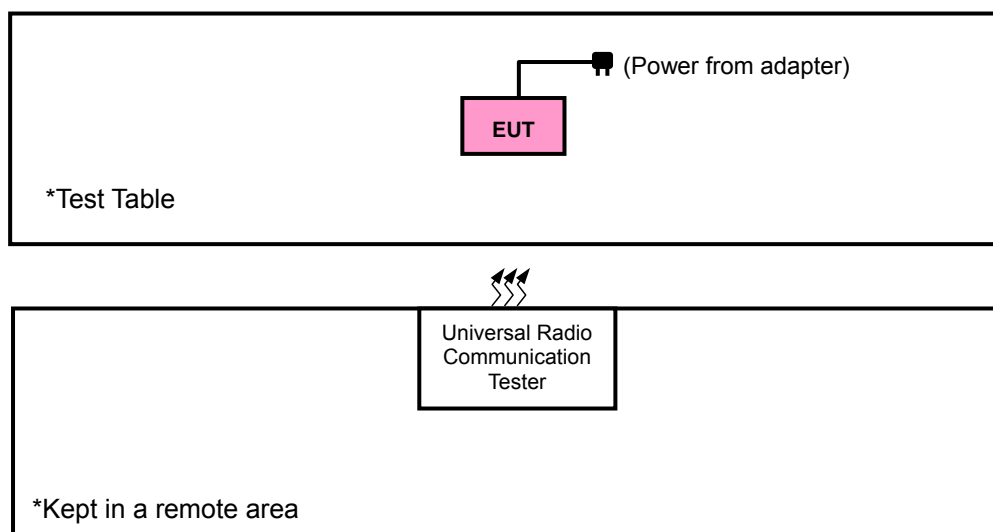 (Power from adapter)
EUT
*Test Table
Universal Radio
Communication
Tester
*Kept in a remote area